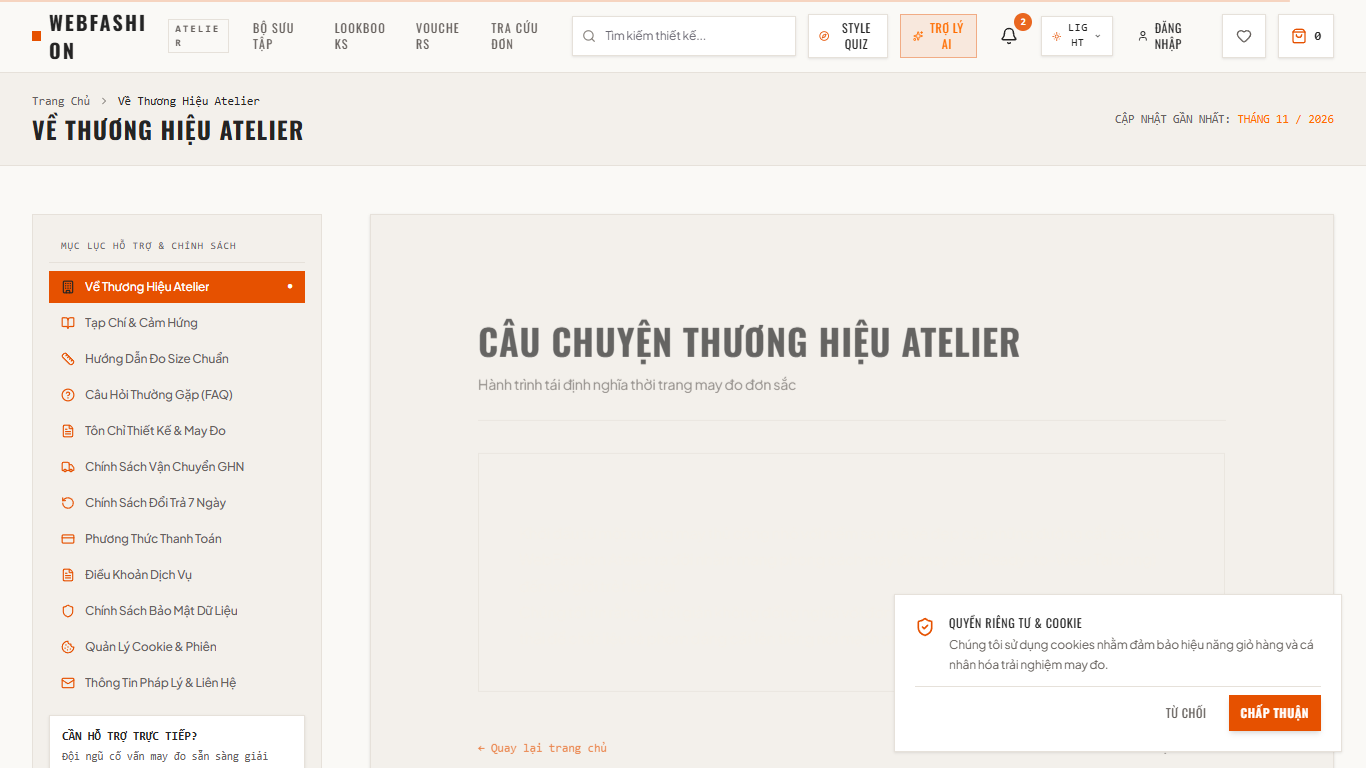 WEBFASHI
ON
ATELIE
R
BỘ SƯU
TẬP
LOOKBOO
KS
VOUCHE
RS
TRA CỨU
ĐƠN
Tìm kiếm thiết kế...
STYLE
QUIZ
TRỢ LÝ
AI
2
LIG
HT
ĐĂNG
NHẬP
0
Trang Chủ > Về Thương Hiệu Atelier
VỀ THƯƠNG HIỆU ATELIER
CẬP NHẬT GẦN NHẤT: THÁNG 11 / 2026
MỤC LỤC HỖ TRỢ & CHÍNH SÁCH
Về Thương Hiệu Atelier
Tạp Chí & Cảm Hứng
Hướng Dẫn Đo Size Chuẩn
Câu Hỏi Thường Gặp (FAQ)
Tôn Chỉ Thiết Kế & May Đo
Chính Sách Vận Chuyển GHN
Chính Sách Đổi Trả 7 Ngày
Phương Thức Thanh Toán
Điều Khoản Dịch Vụ
Chính Sách Bảo Mật Dữ Liệu
Quản Lý Cookie & Phiên
Thông Tin Pháp Lý & Liên Hệ
CẦN HỖ TRỢ TRỰC TIẾP?
Đội ngũ cố vấn may đo sẵn sàng giải
CÂU CHUYỆN THƯƠNG HIỆU ATELIER
Hành trình tái định nghĩa thời trang may đo đơn sắc
← Quay lại trang chủ
QUYỀN RIÊNG TƯ & COOKIE
Chúng tôi sử dụng cookies nhằm đảm bảo hiệu năng giỏ hàng và cá
nhân hóa trải nghiệm may đo.
TỪ CHỐI
CHẤP THUẬN